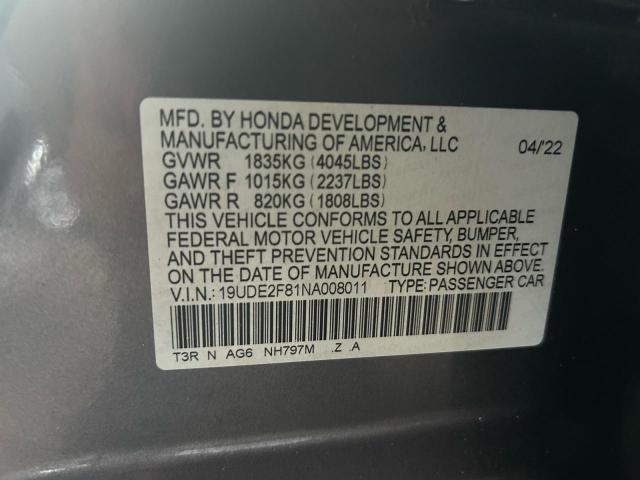 MFD. BY HONDA DEVELOPMENT &
MANUFACTURING OF AMERICA, LLC 04/'22
GVWR 1835KG (4045LBS)
GAWR F 1015KG (2237LBS)
GAWR R 820KG (1808LBS)
THIS VEHICLE CONFORMS TO ALL APPLICABLE
FEDERAL MOTOR VEHICLE SAFETY, BUMPER,
AND THEFT PREVENTION STANDARDS IN EFFECT
ON THE DATE OF MANUFACTURE SHOWN ABOVE.
V.I.N.: 19UDE2F81NA008011 TYPE: PASSENGER CAR
T3R N AG6 NH797M .Z .A